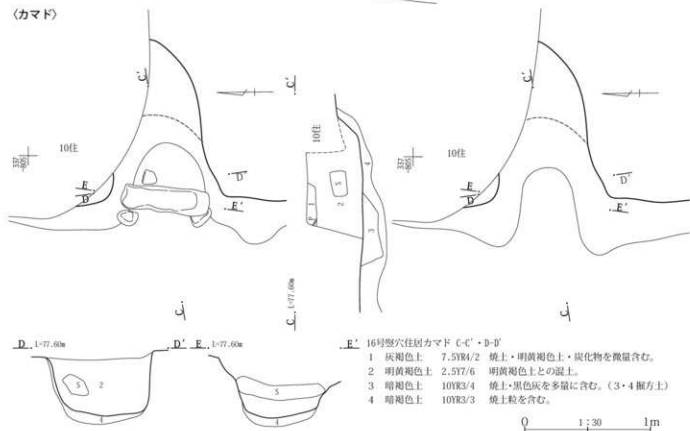 〈カマド〉
C′
C′
C′
10住
10住
10住
337
-805
337
-805
E
D
D′
E′
E
D
D′
E′
S
1
2
P
3
4
C
C
C
L=77.60m
D L=77.60m D′
E L=77.60m E′
S 2
4
S
4
16号竪穴住居カマド C-C′・D-D′
1 灰褐色土 7.5YR4/2 焼土・明黄褐色土・炭化物を微量含む。
2 明黄褐色土 2.5Y7/6 明黄褐色土との混土。
3 暗褐色土 10YR3/4 焼土・黒色灰を多量に含む。(3・4掘方土)
4 暗褐色土 10YR3/3 焼土粒を含む。
0 1:30 1m